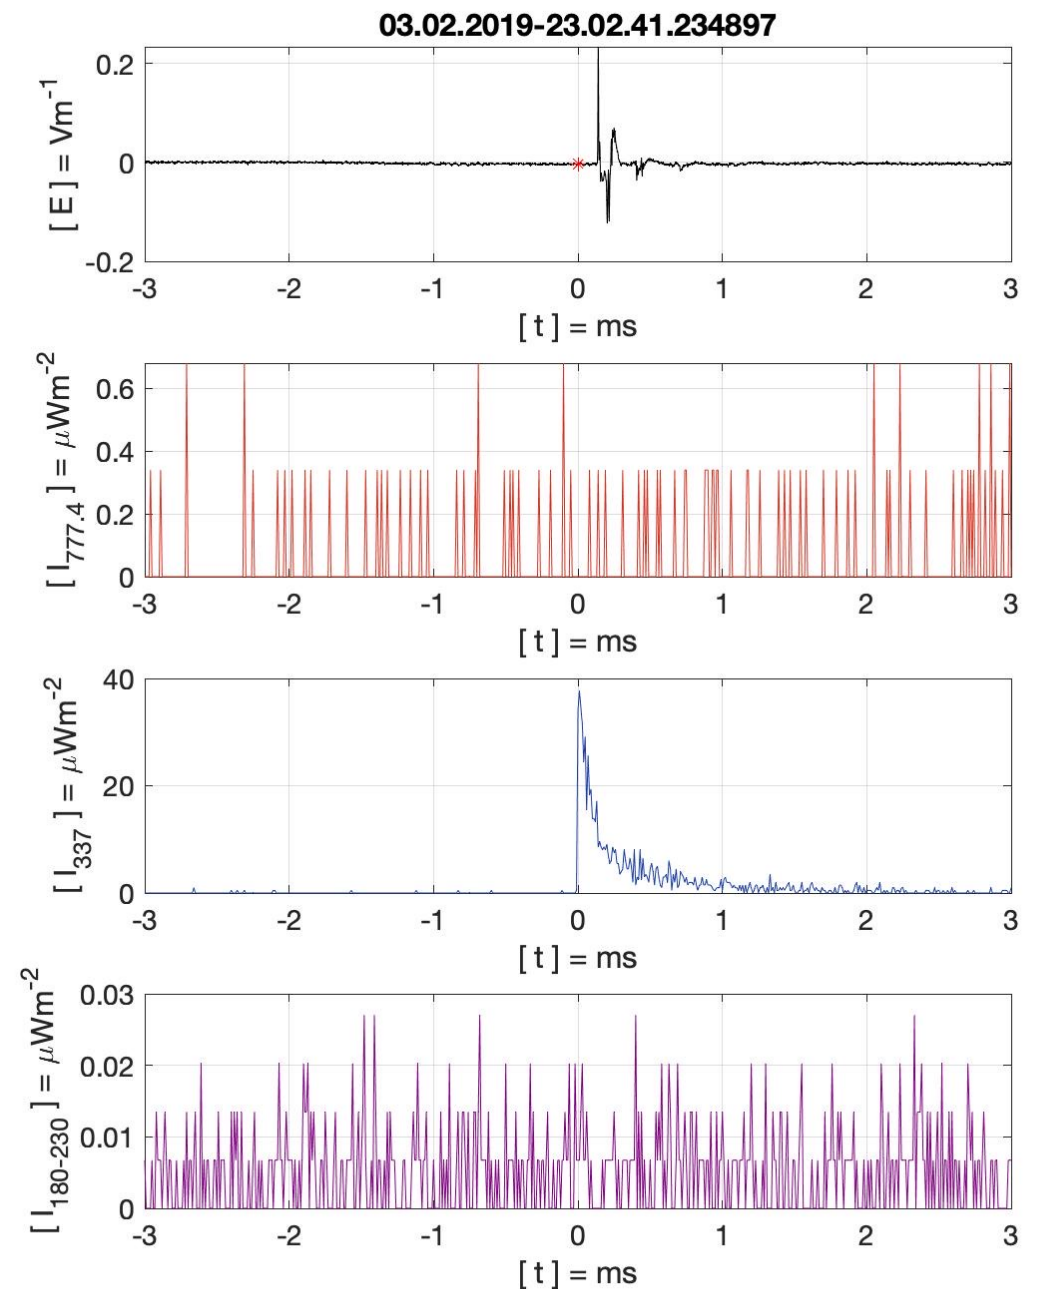 03.02.2019-23.02.41.234897
[ E ] = Vm-1
0.2
0
-0.2
-3 -2 -1 0 1 2 3
[ t ] = ms
[ I777.4 ] = μWm-2
0.6
0.4
0.2
0
-3 -2 -1 0 1 2 3
[ t ] = ms
[ I337 ] = μWm-2
40
20
0
-3 -2 -1 0 1 2 3
[ t ] = ms
[ I180-230 ] = μWm-2
0.03
0.02
0.01
0
-3 -2 -1 0 1 2 3
[ t ] = ms